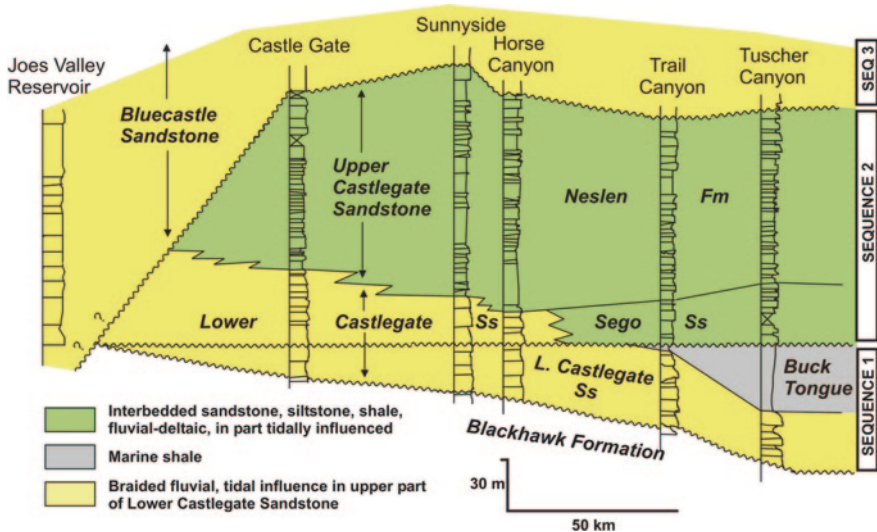 Sunnyside
Castle Gate
Horse
Canyon
Joes Valley
Reservoir
Trail
Canyon
Tuscher
Canyon
SEQ 3
Bluecastle
Sandstone
Upper
Castlegate
Sandstone
Neslen
Fm
SEQUENCE 2
?
Lower
Castlegate
Ss
Sego
Ss
L. Castlegate
Ss
Buck
Tongue
SEQUENCE 1
Blackhawk Formation
Interbedded sandstone, siltstone, shale,
fluvial-deltaic, in part tidally influenced
Marine shale
Braided fluvial, tidal influence in upper part
of Lower Castlegate Sandstone
30 m
50 km